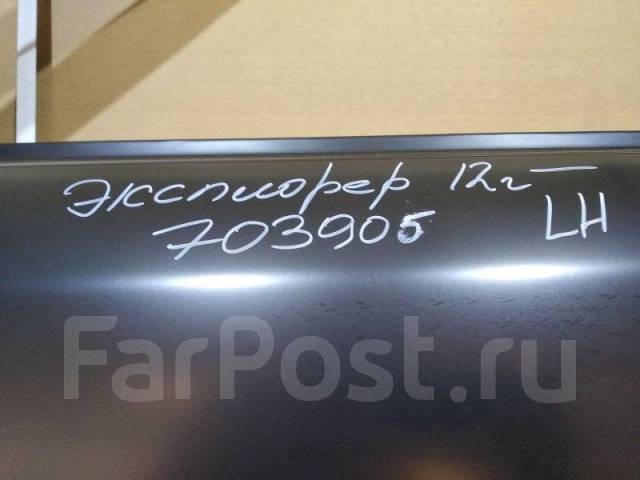 Эксплорер 12г –
703905 LH
FarPost.ru